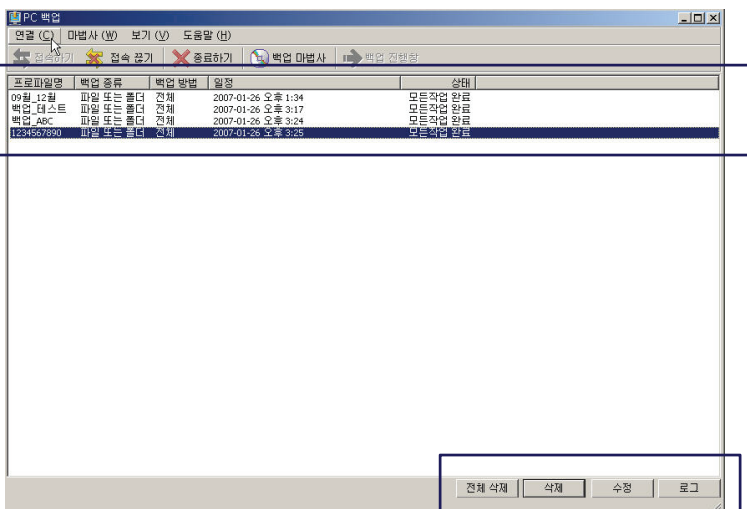 PC 백업
연결 (C) 마법사 (W) 보기 (V) 도움말 (H)
접속하기 접속 끊기 종료하기 백업 마법사 백업 진행창
프로파일명 백업 종류 백업 방법 일정 상태
09월_12월 파일 또는 폴더 전체 2007-01-26 오후 1:34 모든작업 완료
백업_테스트 파일 또는 폴더 전체 2007-01-26 오후 3:17 모든작업 완료
백업_ABC 파일 또는 폴더 전체 2007-01-26 오후 3:24 모든작업 완료
1234567890 파일 또는 폴더 전체 2007-01-26 오후 3:25 모든작업 완료
전체 삭제 삭제 수정 로그